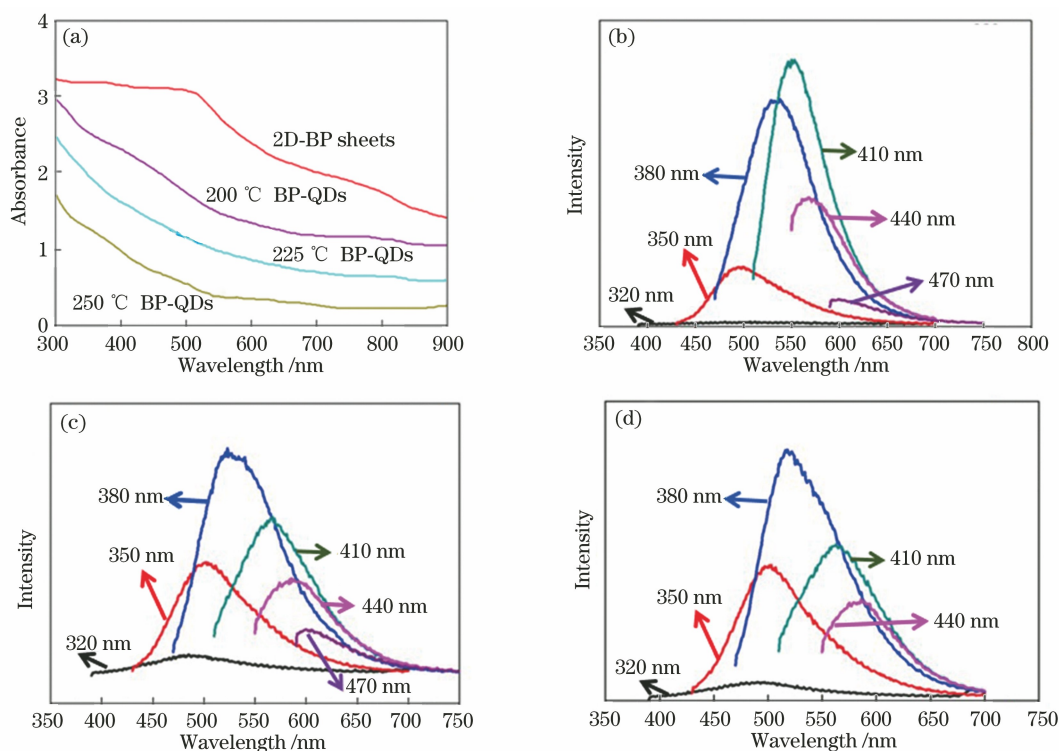 (a)
4
3
2
1
0
Absorbance
2D-BP sheets
200 ℃ BP-QDs
225 ℃ BP-QDs
250 ℃ BP-QDs
300 400 500 600 700 800 900
Wavelength /nm
(b)
Intensity
410 nm
380 nm
440 nm
350 nm
470 nm
320 nm
350 400 450 500 550 600 650 700 750 800
Wavelength /nm
(c)
Intensity
380 nm
350 nm
410 nm
440 nm
320 nm
470 nm
350 400 450 500 550 600 650 700 750
Wavelength /nm
(d)
Intensity
380 nm
410 nm
350 nm
440 nm
320 nm
350 400 450 500 550 600 650 700 750
Wavelength /nm